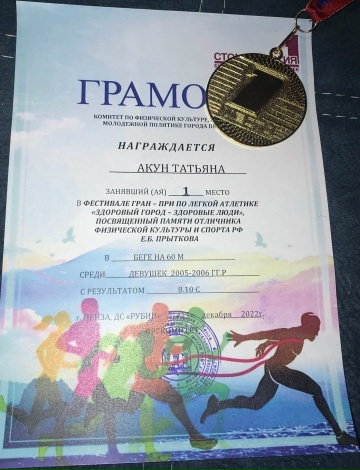 ГРАМО
КОМИТЕТ ПО ФИЗИЧЕСКОЙ КУЛЬТУРЕ,
МОЛОДЕЖНОЙ ПОЛИТИКЕ ГОРОДА
НАГРАЖДАЕТСЯ
АКУН ТАТЬЯНА
ЗАНЯВШИЙ (АЯ) 1 МЕСТО
В ФЕСТИВАЛЕ ГРАН – ПРИ ПО ЛЕГКОЙ АТЛЕТИКЕ
«ЗДОРОВЫЙ ГОРОД – ЗДОРОВЫЕ ЛЮДИ»,
ПОСВЯЩЕННЫЙ ПАМЯТИ ОТЛИЧНИКА
ФИЗИЧЕСКОЙ КУЛЬТУРЫ И СПОРТА РФ
Е.Б. ПРЫТКОВА
В БЕГЕ НА 60 М
СРЕДИ ДЕВУШЕК 2005-2006 ГГ.Р
С РЕЗУЛЬТАТОМ 8.10 С
г. ПЕНЗА, ДС «РУБИН» декабря 2022г.
ОРГКОМИТЕТ